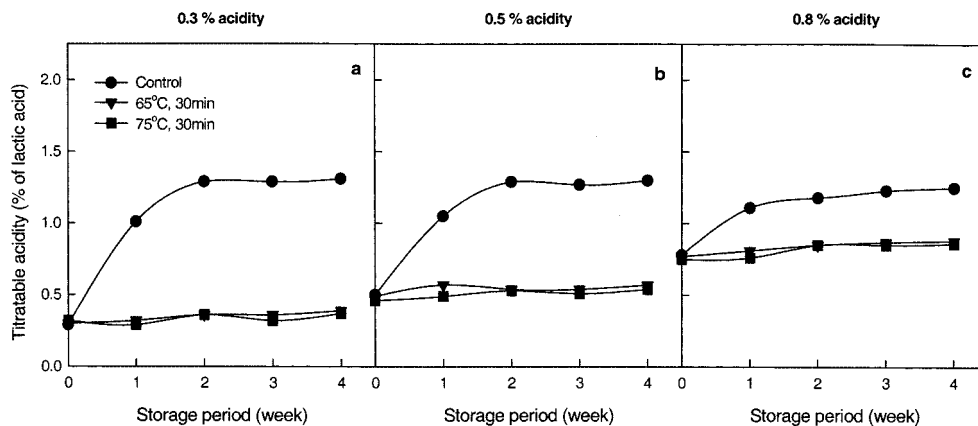 0.3 % acidity 0.5 % acidity 0.8 % acidity
a b c
Control
65°C, 30min
75°C, 30min
Titratable acidity (% of lactic acid)
2.0
1.5
1.0
0.5
0.0
0 1 2 3 4 0 1 2 3 4 0 1 2 3 4
Storage period (week) Storage period (week) Storage period (week)